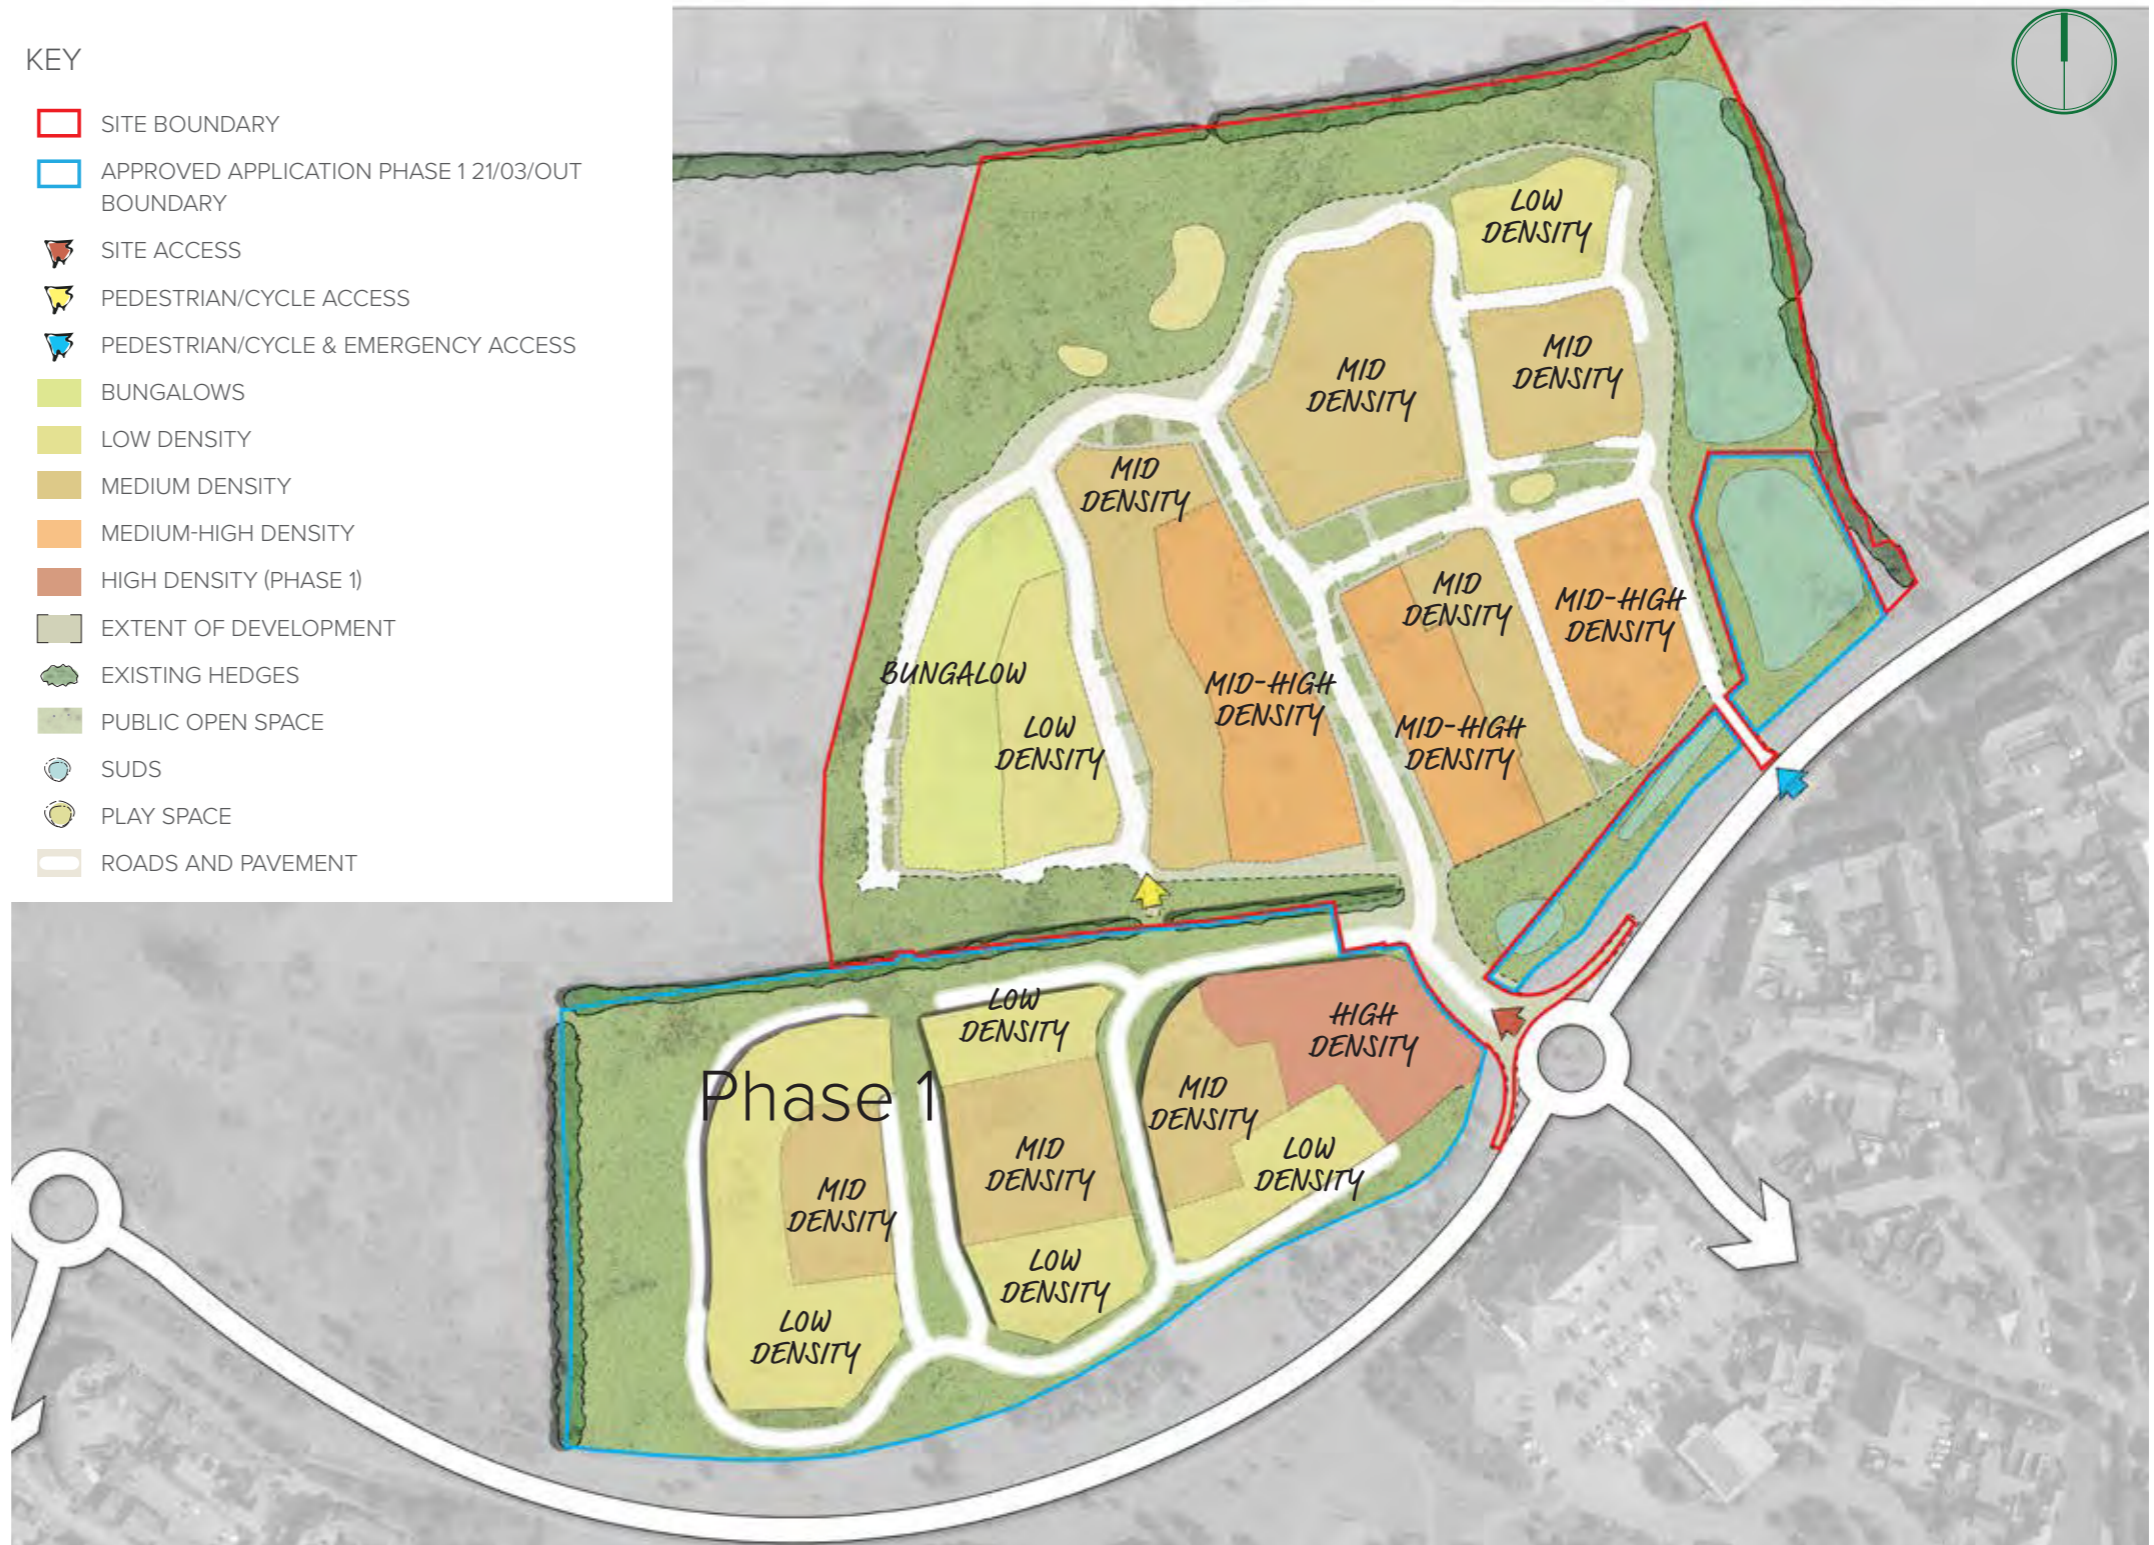 KEY
SITE BOUNDARY
APPROVED APPLICATION PHASE 1 21/03/OUT
BOUNDARY
SITE ACCESS
PEDESTRIAN/CYCLE ACCESS
PEDESTRIAN/CYCLE & EMERGENCY ACCESS
BUNGALOWS
LOW DENSITY
MEDIUM DENSITY
MEDIUM-HIGH DENSITY
HIGH DENSITY (PHASE 1)
EXTENT OF DEVELOPMENT
EXISTING HEDGES
PUBLIC OPEN SPACE
SUDS
PLAY SPACE
ROADS AND PAVEMENT
LOW
DENSITY
MID
DENSITY
MID
DENSITY
MID
DENSITY
MID
DENSITY
MID-HIGH
DENSITY
BUNGALOW
LOW
DENSITY
MID-HIGH
DENSITY
MID-HIGH
DENSITY
LOW
DENSITY
HIGH
DENSITY
Phase 1
MID
DENSITY
MID
DENSITY
LOW
DENSITY
MID
DENSITY
LOW
DENSITY
LOW
DENSITY